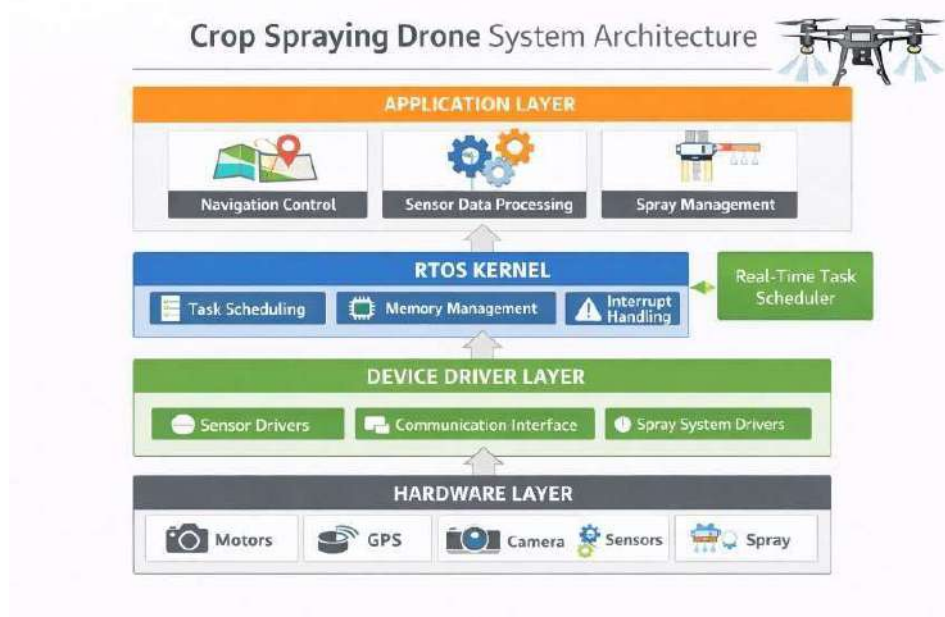 Crop Spraying Drone System Architecture
APPLICATION LAYER
Navigation Control
Sensor Data Processing
Spray Management
RTOS KERNEL
Task Scheduling
Memory Management
Interrupt
Handling
Real-Time Task
Scheduler
DEVICE DRIVER LAYER
Sensor Drivers
Communication Interface
Spray System Drivers
HARDWARE LAYER
Motors
GPS
Camera
Sensors
Spray